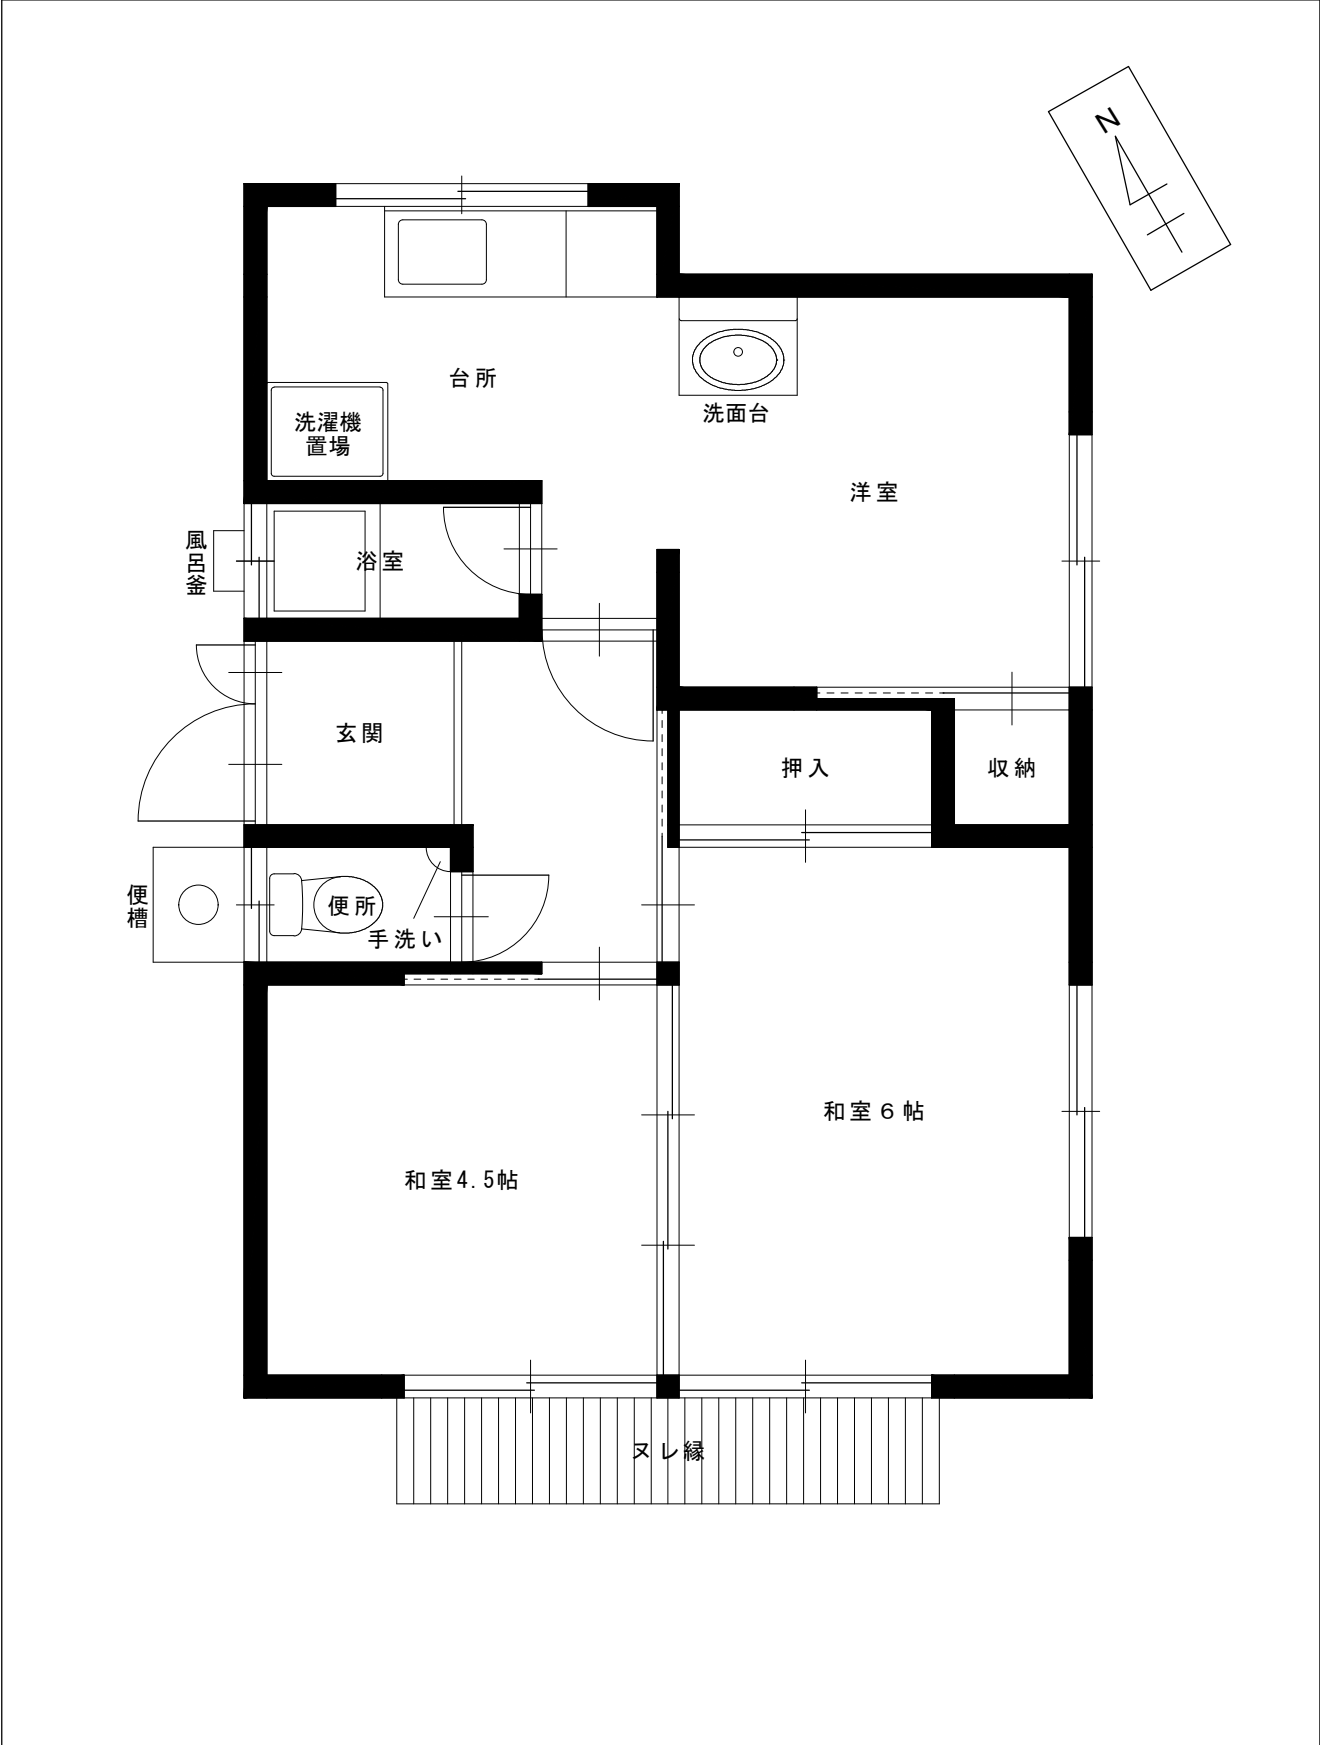 N
台所
洗面台
洗濯機
置場
洋室
風呂釜
浴室
玄関
押入
収納
便槽
便所
手洗い
和室６帖
和室4.5帖
ヌレ縁